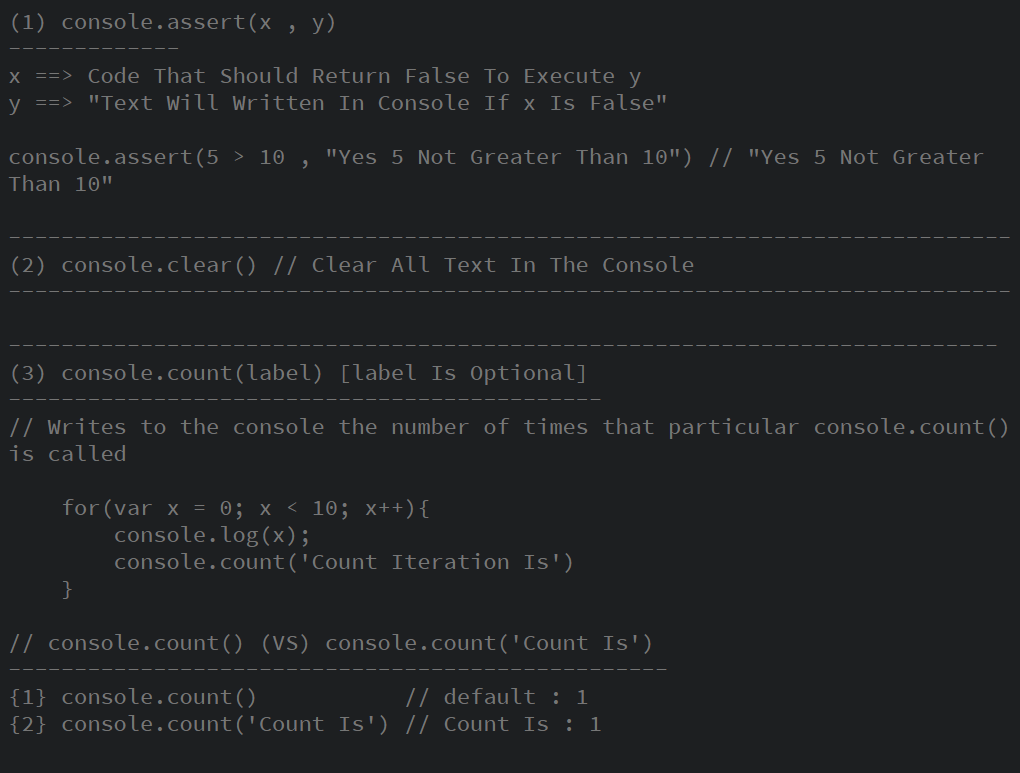 (1) console.assert(x , y)
-------------
x ==> Code That Should Return False To Execute y
y ==> "Text Will Written In Console If x Is False"
console.assert(5 > 10 , "Yes 5 Not Greater Than 10") // "Yes 5 Not Greater
Than 10"
----------------------------------------------------------------------------
(2) console.clear() // Clear All Text In The Console
----------------------------------------------------------------------------
---------------------------------------------------------------------------
(3) console.count(label) [label Is Optional]
---------------------------------------------
// Writes to the console the number of times that particular console.count()
is called
    for(var x = 0; x < 10; x++){
        console.log(x);
        console.count('Count Iteration Is')
    }
// console.count() (VS) console.count('Count Is')
--------------------------------------------------
{1} console.count()           // default : 1
{2} console.count('Count Is') // Count Is : 1